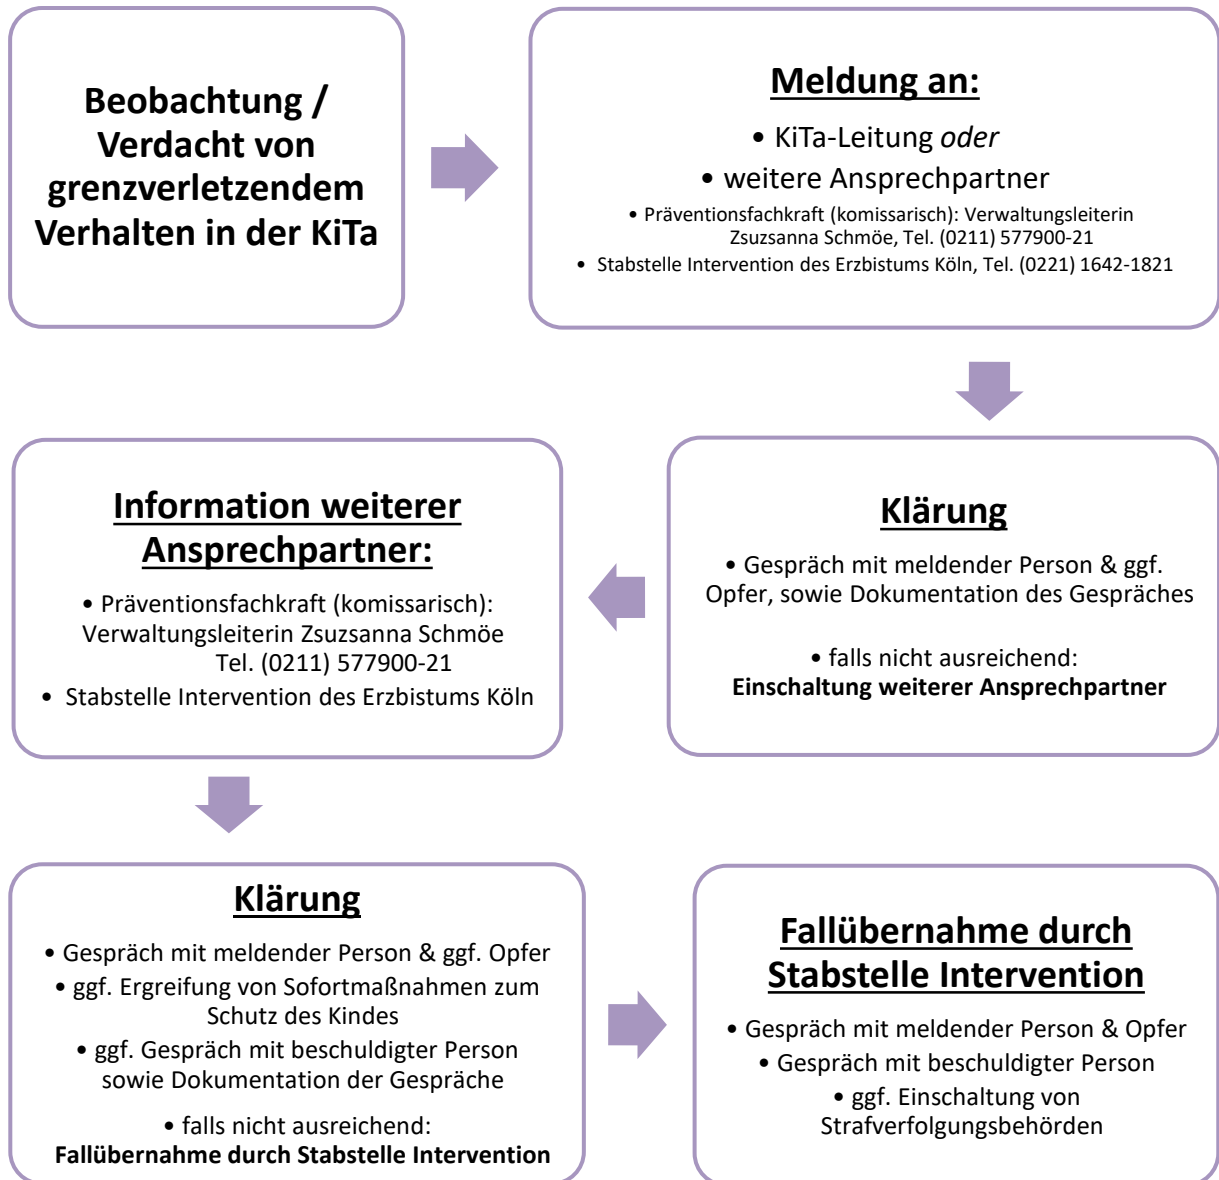 Beobachtung /
Verdacht von
grenzverletzendem
Verhalten in der KiTa
Meldung an:
• KiTa-Leitung oder
• weitere Ansprechpartner
• Präventionsfachkraft (komissarisch): Verwaltungsleiterin
Zsuzsanna Schmöe, Tel. (0211) 577900-21
• Stabstelle Intervention des Erzbistums Köln, Tel. (0221) 1642-1821
Klärung
• Gespräch mit meldender Person & ggf.
Opfer, sowie Dokumentation des Gespräches
• falls nicht ausreichend:
Einschaltung weiterer Ansprechpartner
Information weiterer
Ansprechpartner:
• Präventionsfachkraft (komissarisch):
Verwaltungsleiterin Zsuzsanna Schmöe
Tel. (0211) 577900-21
• Stabstelle Intervention des Erzbistums Köln
Klärung
• Gespräch mit meldender Person & ggf. Opfer
• ggf. Ergreifung von Sofortmaßnahmen zum
Schutz des Kindes
• ggf. Gespräch mit beschuldigter Person
sowie Dokumentation der Gespräche
• falls nicht ausreichend:
Fallübernahme durch Stabstelle Intervention
Fallübernahme durch
Stabstelle Intervention
• Gespräch mit meldender Person & Opfer
• Gespräch mit beschuldigter Person
• ggf. Einschaltung von
Strafverfolgungsbehörden